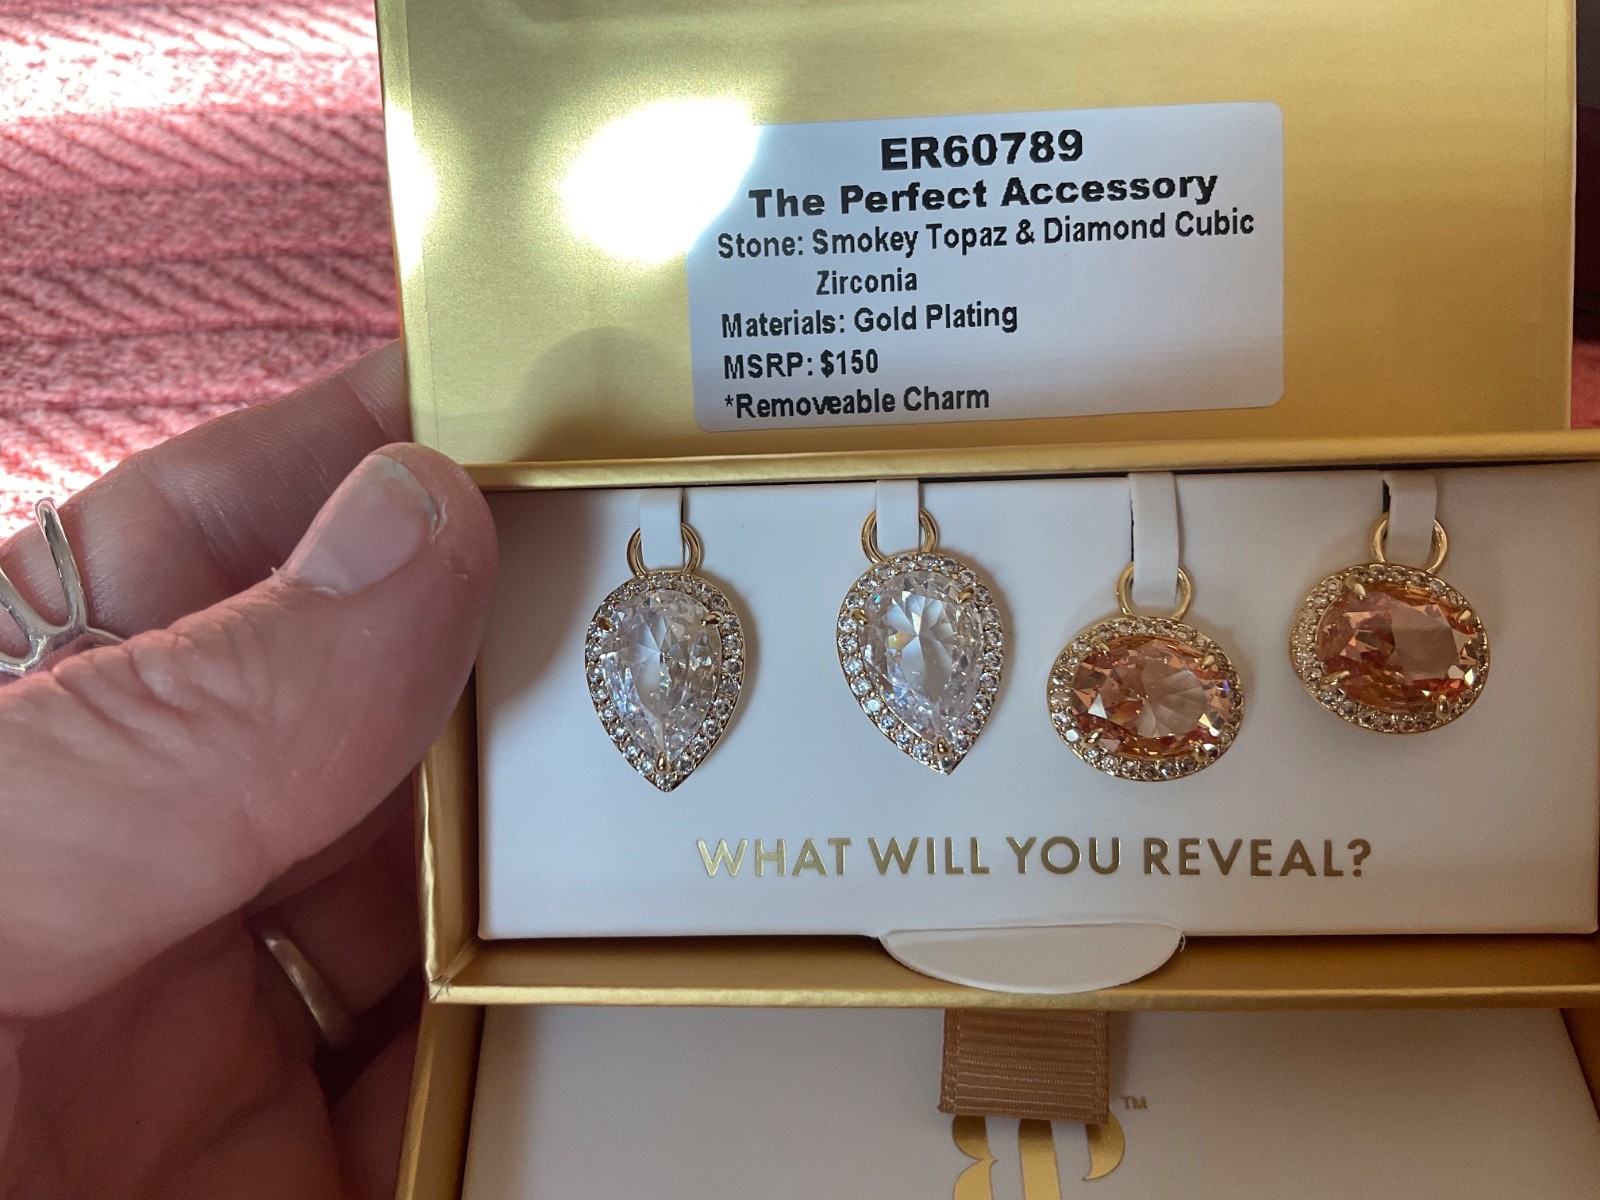 ER60789
The Perfect Accessory
Stone: Smokey Topaz & Diamond Cubic
Zirconia
Materials: Gold Plating
MSRP: $150
*Removeable Charm
WHAT WILL YOU REVEAL?
TM